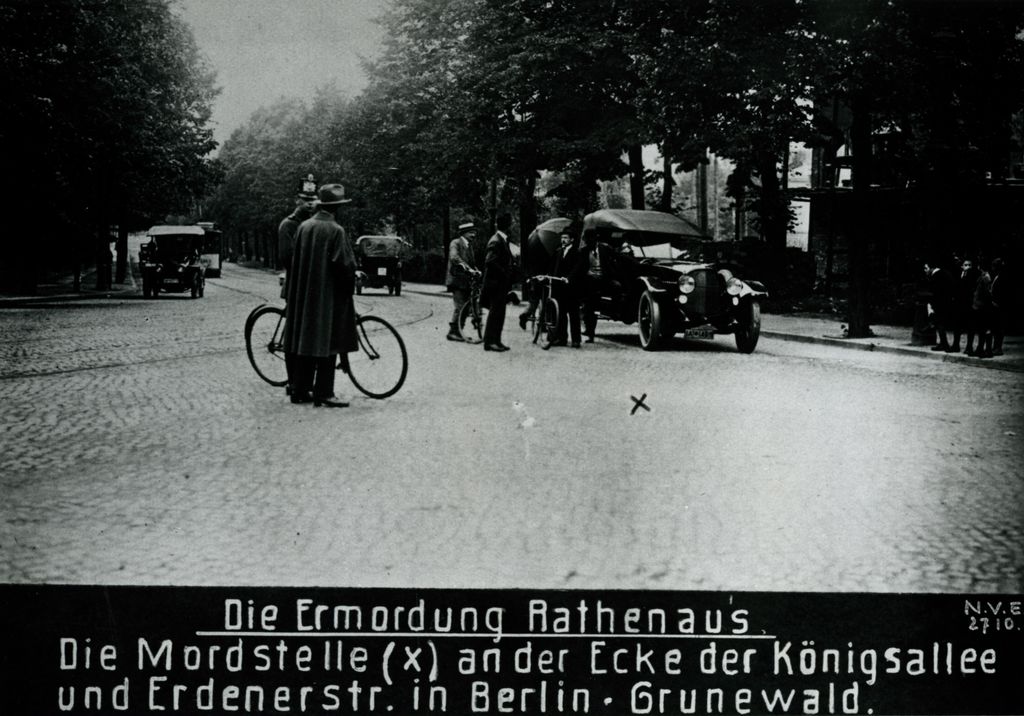 Die Ermordung Rathenau's
N.V.E
2710.
Die Mordstelle (x) an der Ecke der Königsallee
und Erdenerstr. in Berlin - Grunewald.